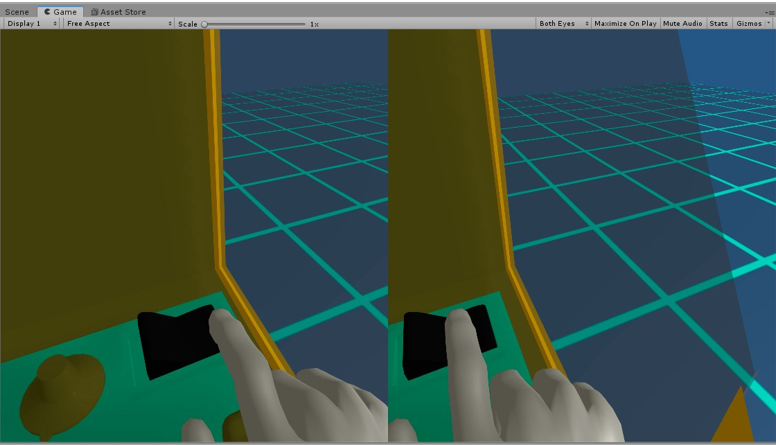 Scene Game Asset Store
Display 1 Free Aspect Scale 1x Both Eyes Maximize On Play Mute Audio Stats Gizmos